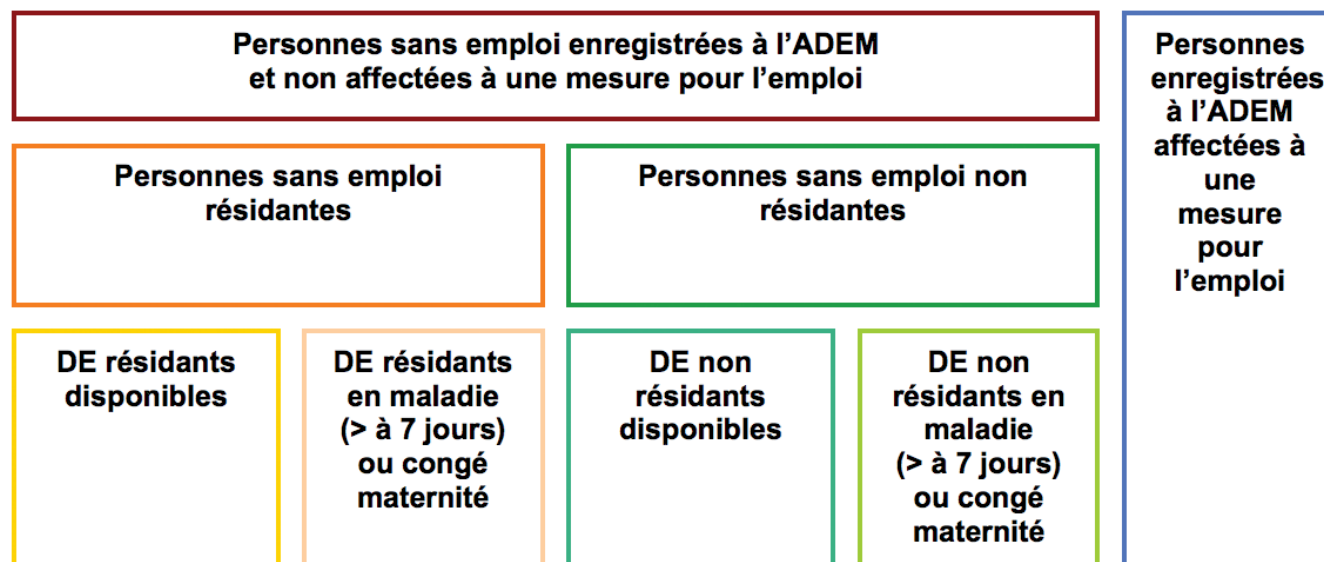 Personnes sans emploi enregistrées à l’ADEM
et non affectées à une mesure pour l’emploi
Personnes
enregistrées
à l’ADEM
affectées à
une
mesure
pour
l’emploi
Personnes sans emploi
résidantes
Personnes sans emploi non
résidantes
DE résidants
disponibles
DE résidants
en maladie
(> à 7 jours)
ou congé
maternité
DE non
résidants
disponibles
DE non
résidants en
maladie
(> à 7 jours)
ou congé
maternité